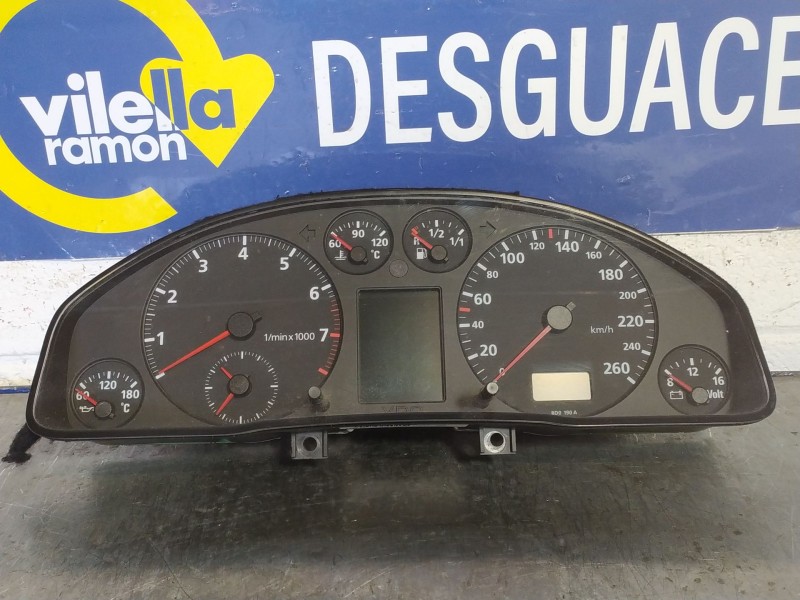 vilella
ramon
DESGUACE
60 90 120
°C
R 1/2 1/1
1 2 3 4 5 6 7
1/min x 1000
0 20 40 60 80 100 120 140 160 180 200 220 240 260
km/h
60 120 180
°C
8 12 16
Volt